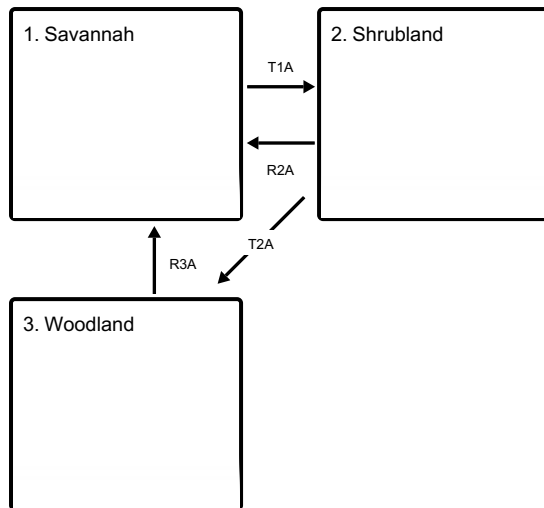 1. Savannah
2. Shrubland
T1A
R2A
T2A
R3A
3. Woodland